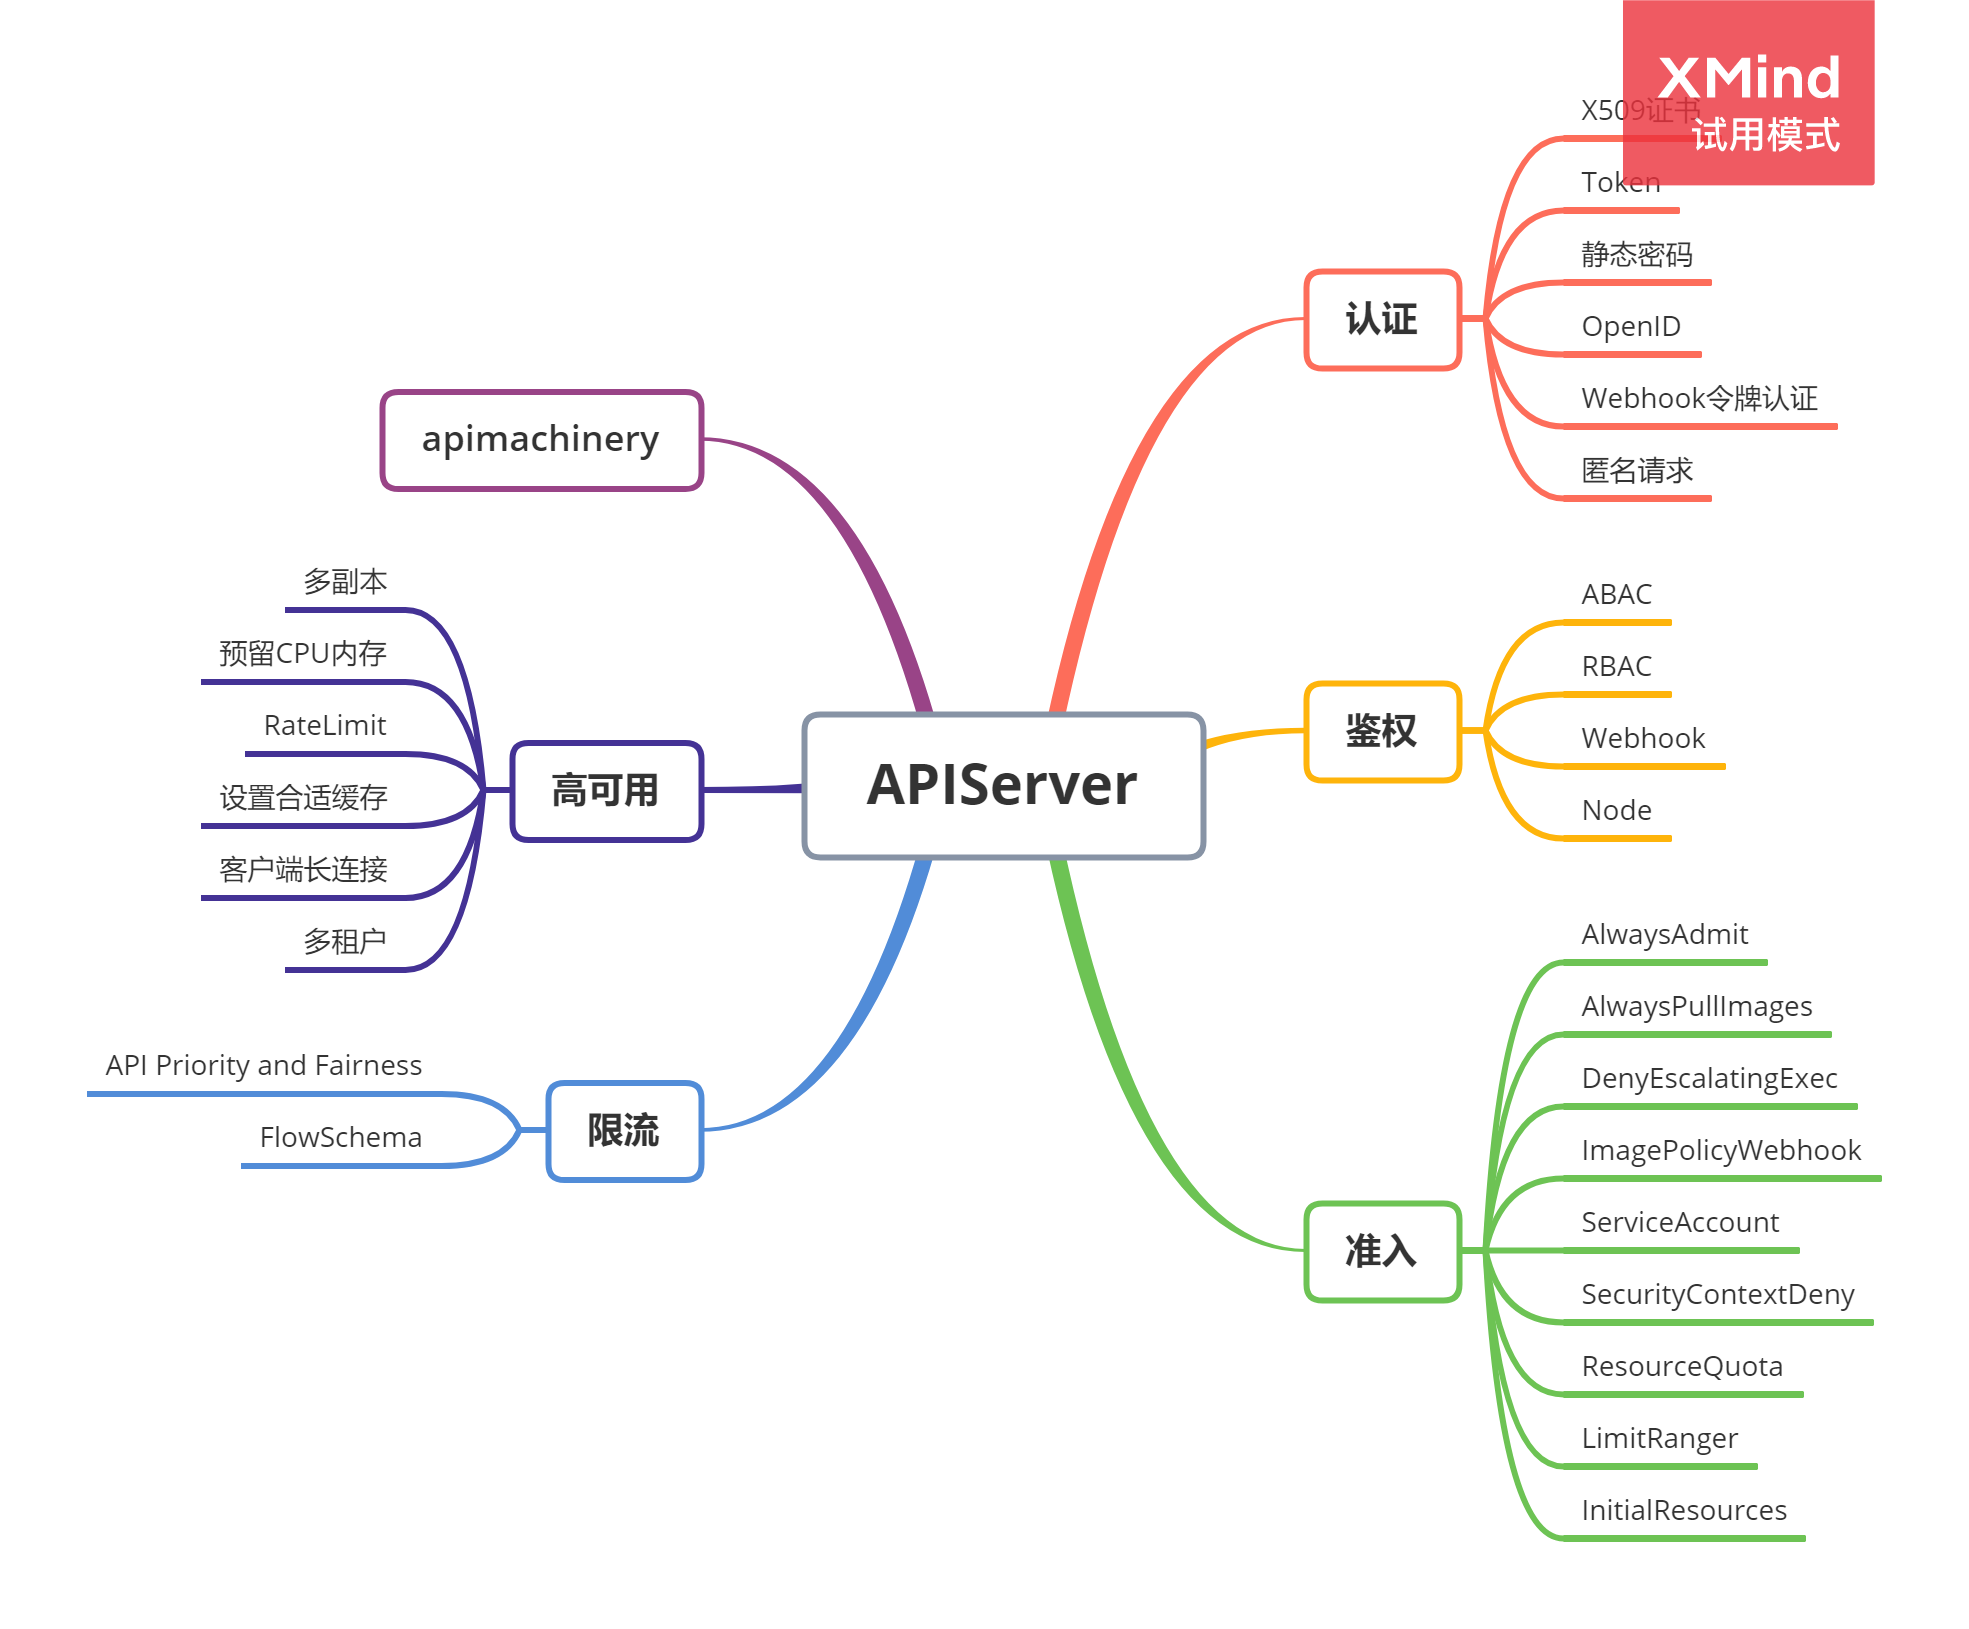 XMind
试用模式
APIServer
认证
X509证书
Token
静态密码
OpenID
Webhook令牌认证
匿名请求
鉴权
ABAC
RBAC
Webhook
Node
准入
AlwaysAdmit
AlwaysPullImages
DenyEscalatingExec
ImagePolicyWebhook
ServiceAccount
SecurityContextDeny
ResourceQuota
LimitRanger
InitialResources
apimachinery
高可用
多副本
预留CPU内存
RateLimit
设置合适缓存
客户端长连接
多租户
限流
API Priority and Fairness
FlowSchema